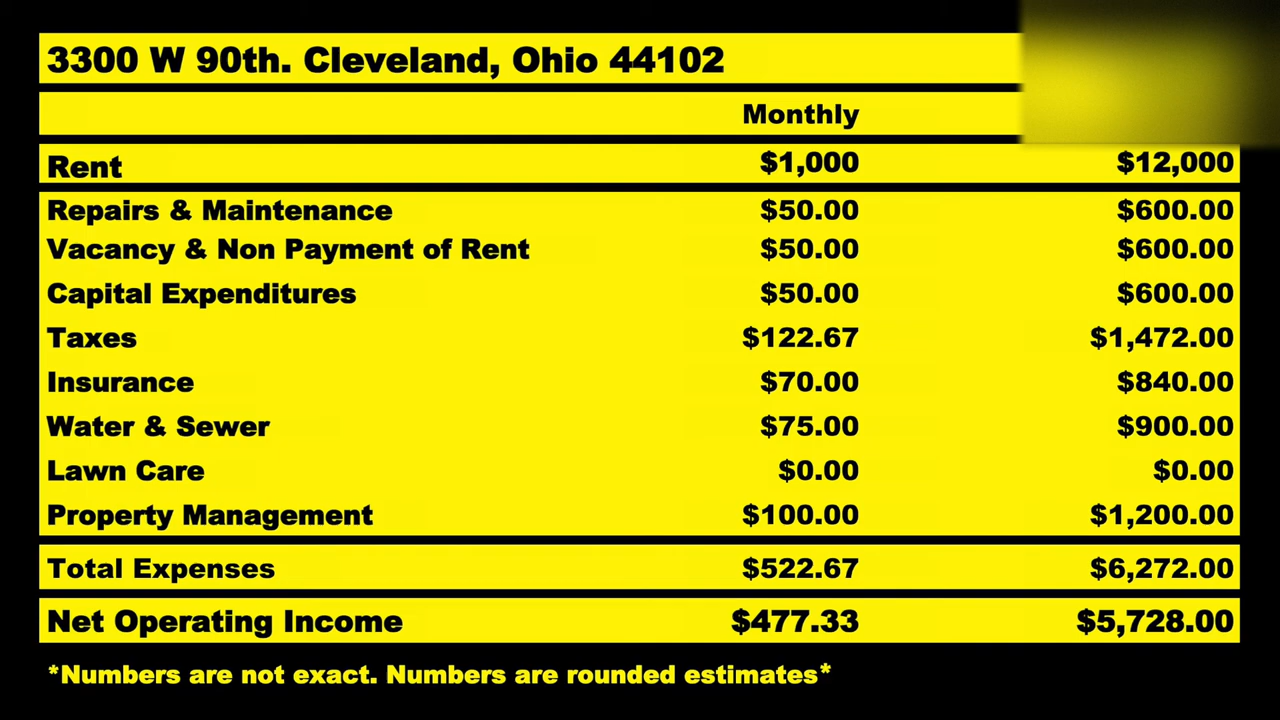 3300 W 90th. Cleveland, Ohio 44102
Monthly
Rent $1,000 $12,000
Repairs & Maintenance $50.00 $600.00
Vacancy & Non Payment of Rent $50.00 $600.00
Capital Expenditures $50.00 $600.00
Taxes $122.67 $1,472.00
Insurance $70.00 $840.00
Water & Sewer $75.00 $900.00
Lawn Care $0.00 $0.00
Property Management $100.00 $1,200.00
Total Expenses $522.67 $6,272.00
Net Operating Income $477.33 $5,728.00
*Numbers are not exact. Numbers are rounded estimates*